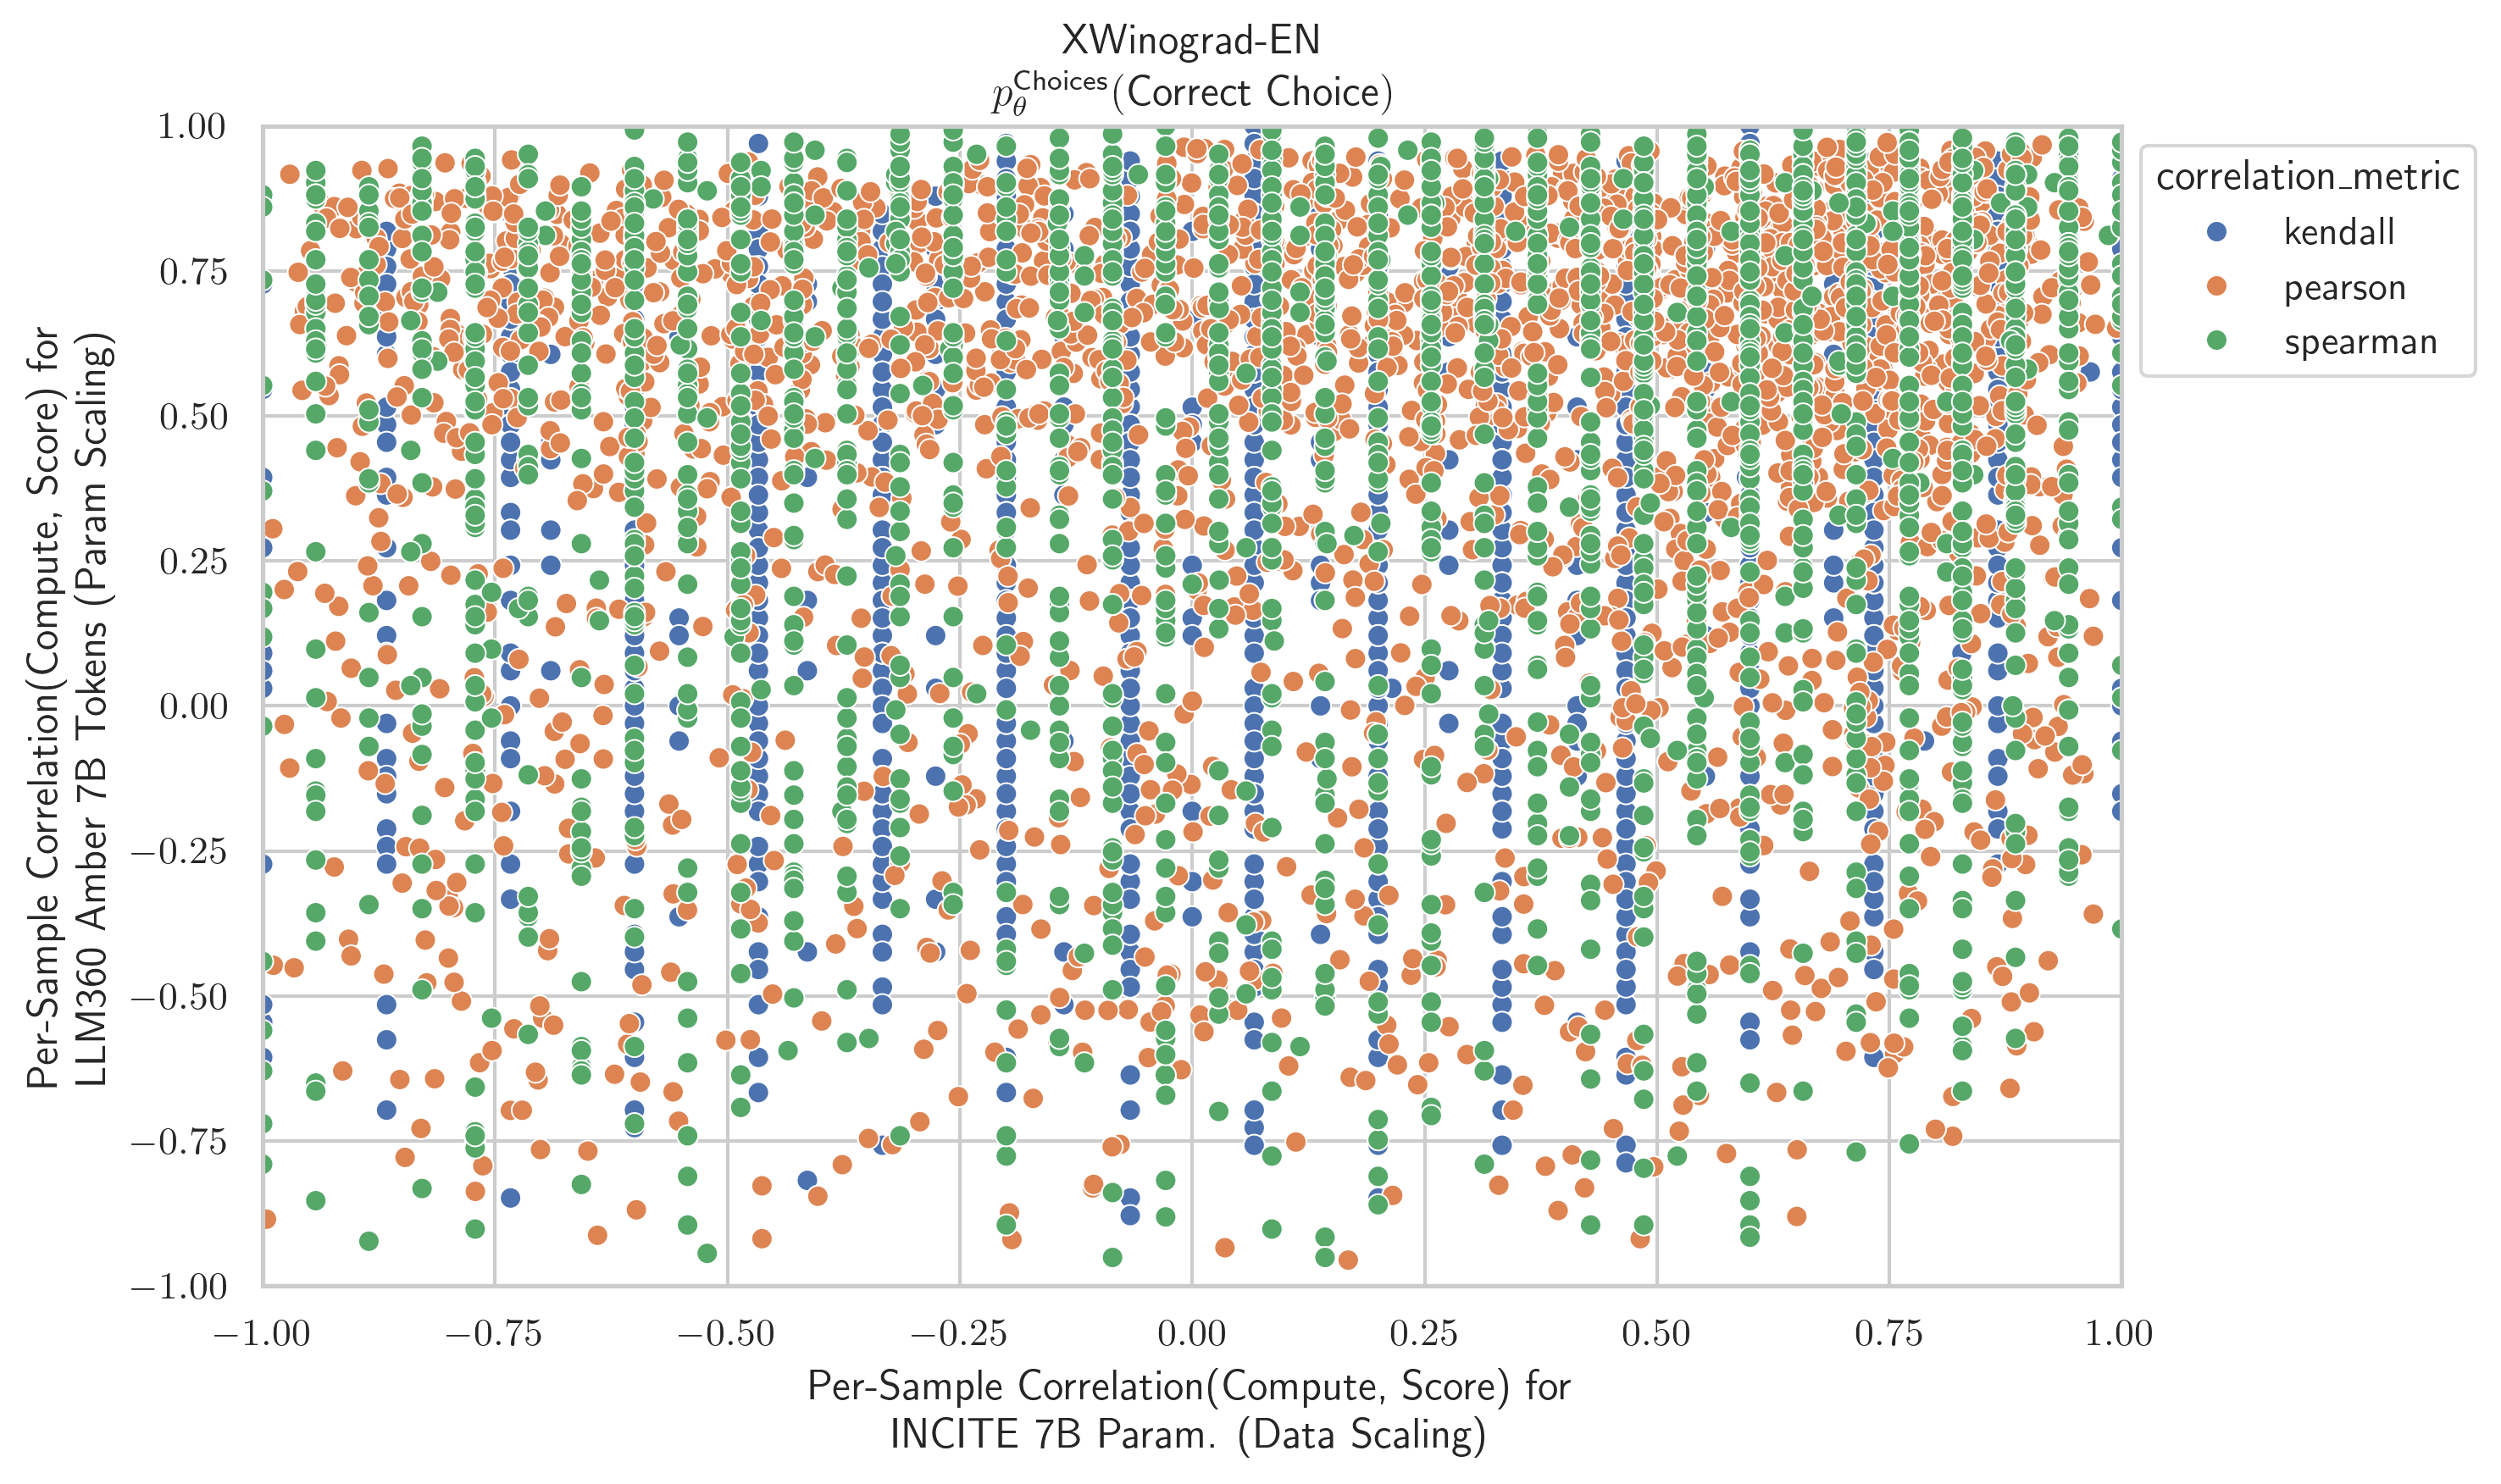 XWinograd-EN
p_θ^Choices(Correct Choice)
1.00
0.75
0.50
0.25
0.00
−0.25
−0.50
−0.75
−1.00
Per-Sample Correlation(Compute, Score) for
LLM360 Amber 7B Tokens (Param Scaling)
−1.00 −0.75 −0.50 −0.25 0.00 0.25 0.50 0.75 1.00
Per-Sample Correlation(Compute, Score) for
INCITE 7B Param. (Data Scaling)
correlation_metric
kendall
pearson
spearman